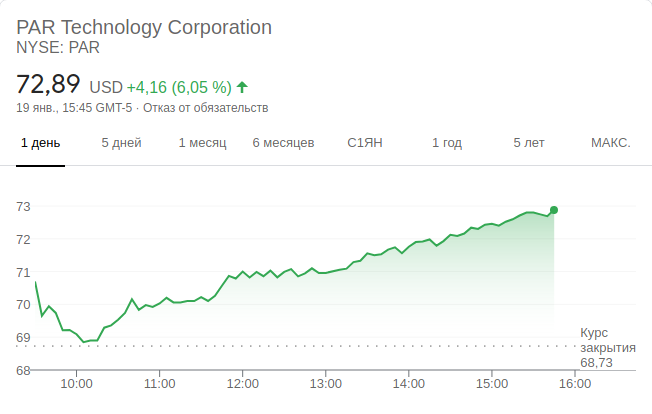 PAR Technology Corporation
NYSE: PAR
72,89 USD +4,16 (6,05 %)
19 янв., 15:45 GMT-5 · Отказ от обязательств
1 день 5 дней 1 месяц 6 месяцев С1ЯН 1 год 5 лет МАКС.
73
72
71
70
69
68
Курс
закрытия
68,73
10:00 11:00 12:00 13:00 14:00 15:00 16:00